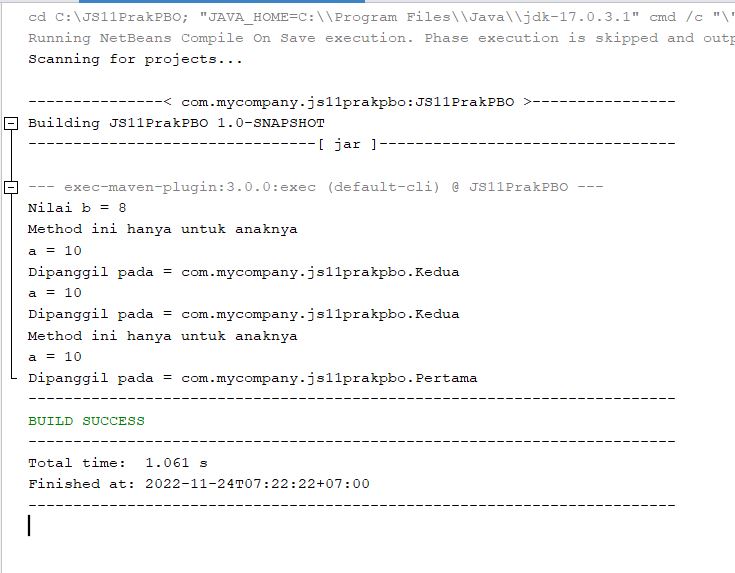 cd C:\JS11PrakPBO; "JAVA_HOME=C:\\Program Files\\Java\\jdk-17.0.3.1" cmd /c "\"
Running NetBeans Compile On Save execution. Phase execution is skipped and outp
Scanning for projects...
---------------< com.mycompany.js11prakpbo:JS11PrakPBO >----------------
Building JS11PrakPBO 1.0-SNAPSHOT
--------------------------------[ jar ]---------------------------------
--- exec-maven-plugin:3.0.0:exec (default-cli) @ JS11PrakPBO ---
Nilai b = 8
Method ini hanya untuk anaknya
a = 10
Dipanggil pada = com.mycompany.js11prakpbo.Kedua
a = 10
Dipanggil pada = com.mycompany.js11prakpbo.Kedua
Method ini hanya untuk anaknya
a = 10
Dipanggil pada = com.mycompany.js11prakpbo.Pertama
------------------------------------------------------------------------
BUILD SUCCESS
------------------------------------------------------------------------
Total time:  1.061 s
Finished at: 2022-11-24T07:22:22+07:00
------------------------------------------------------------------------